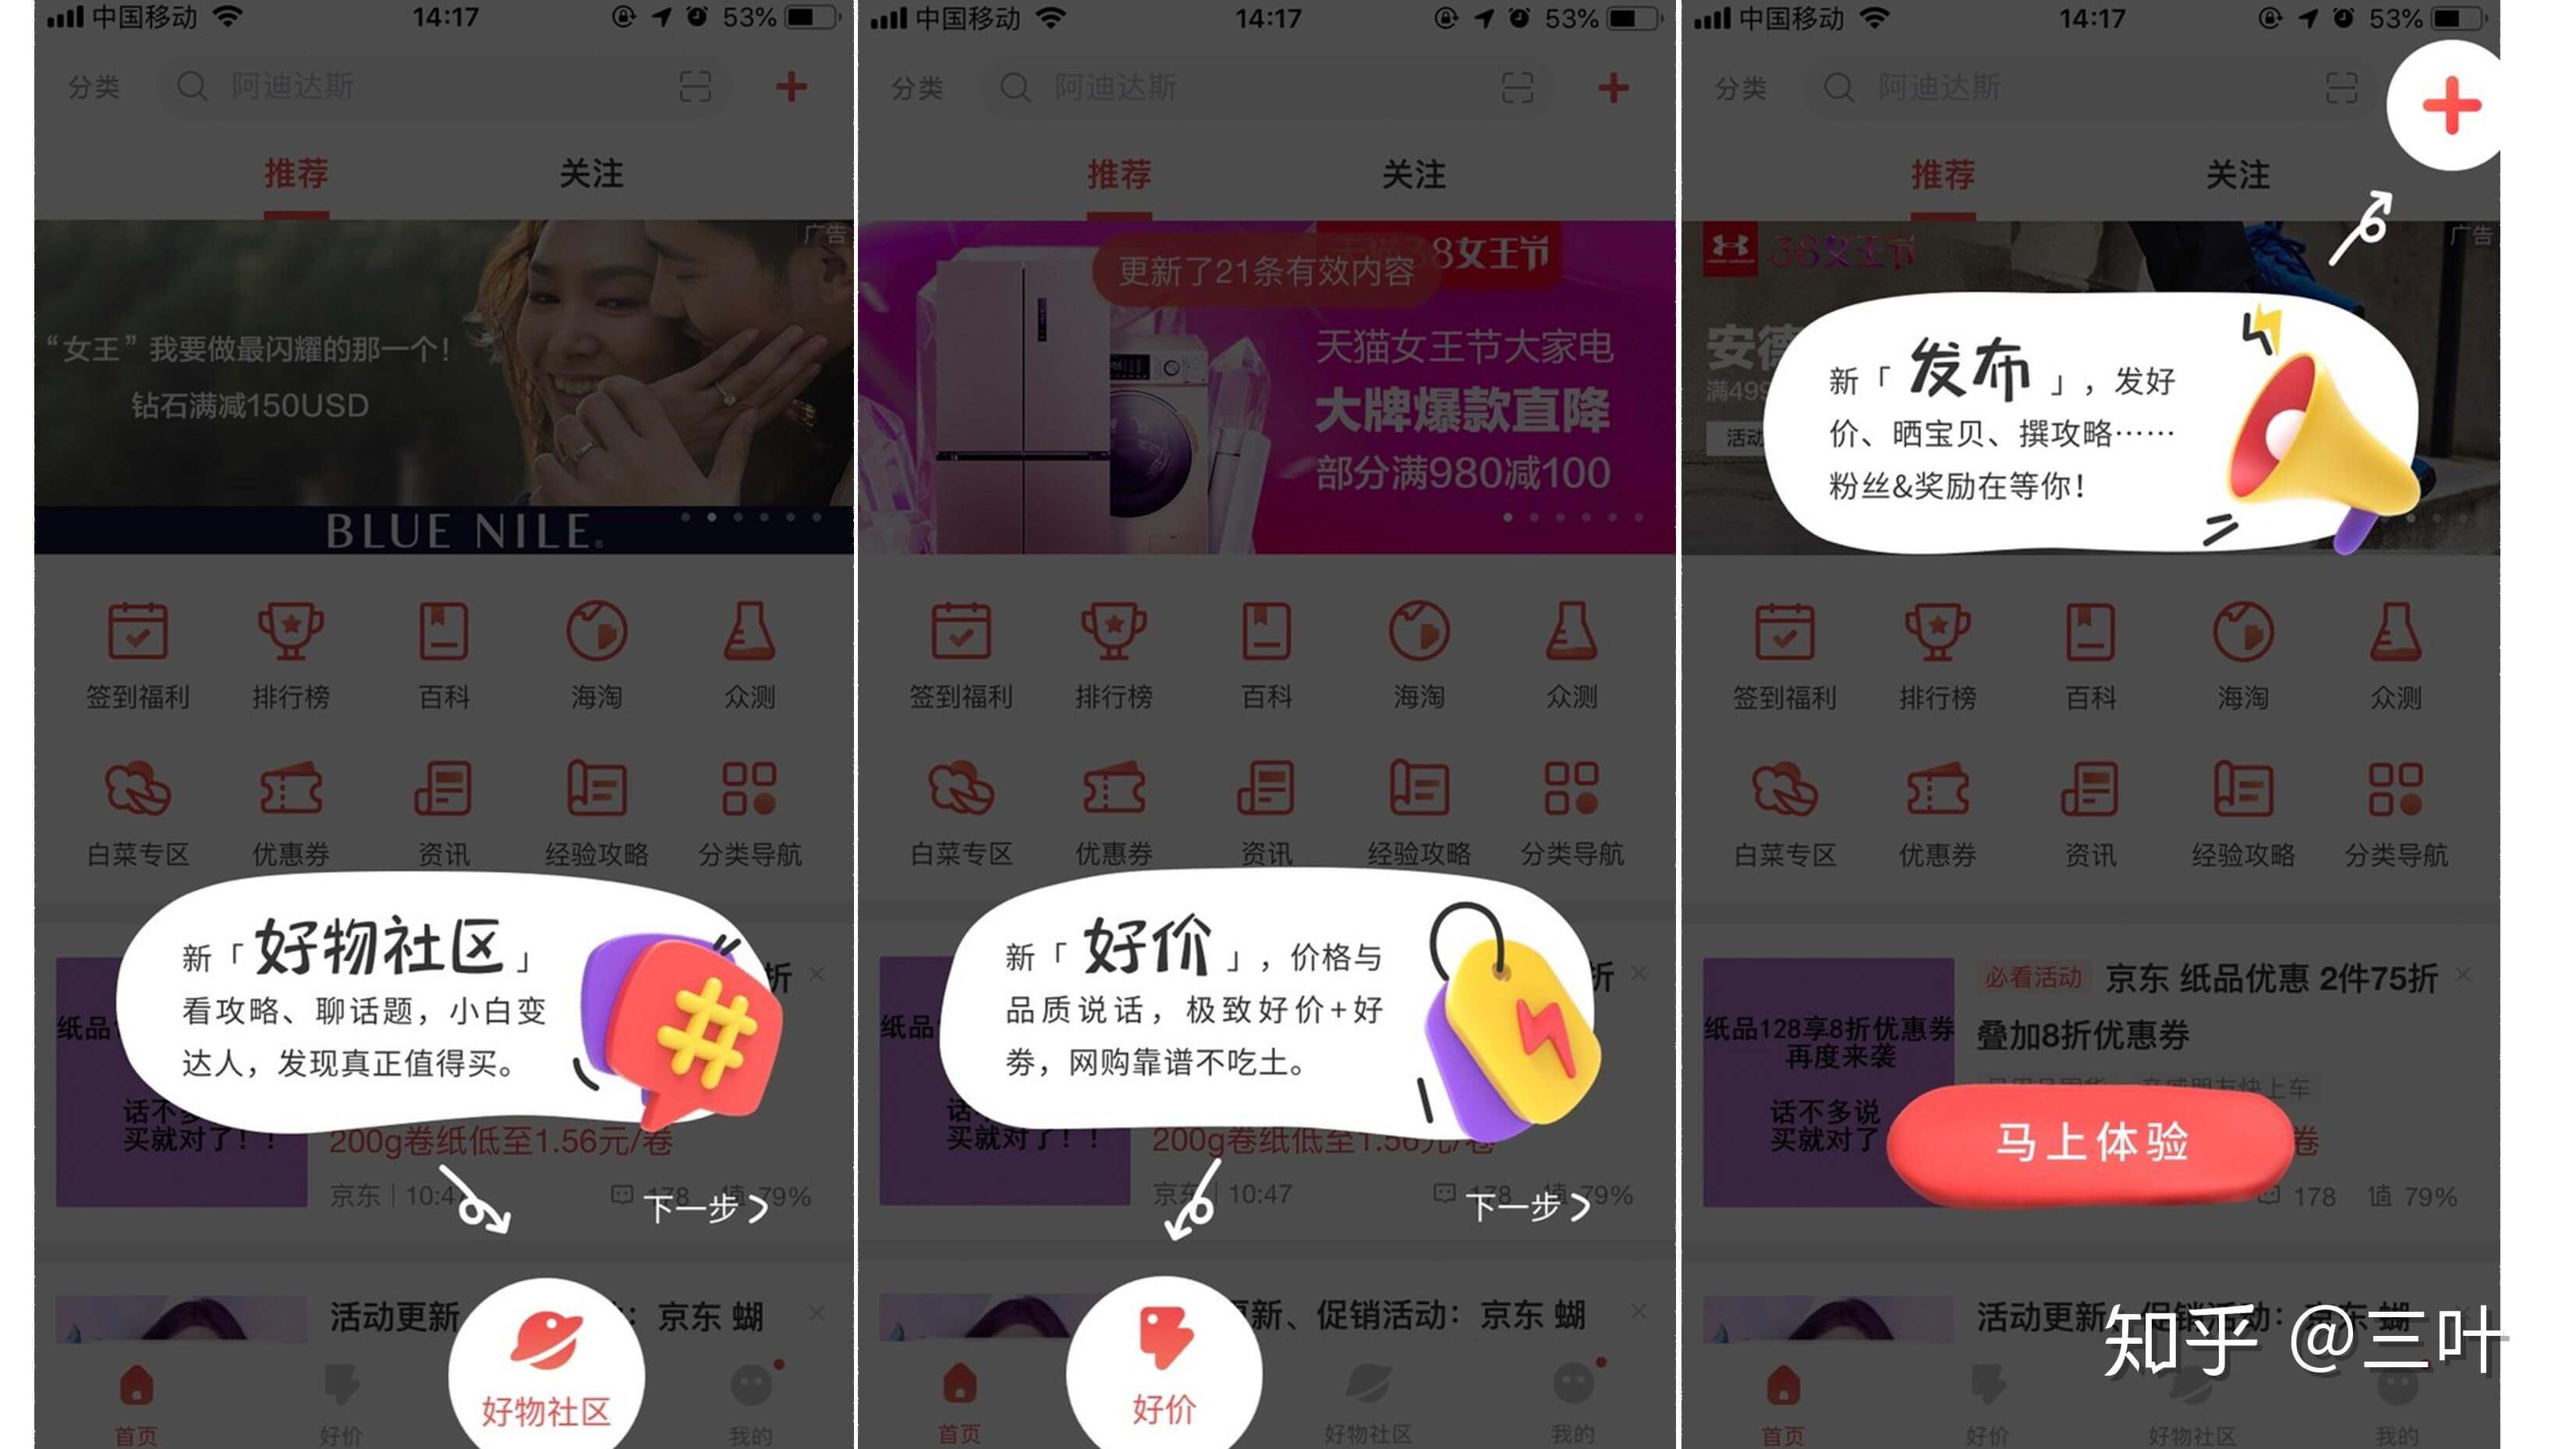 中国移动 14:17 53%
分类 阿迪达斯
推荐 关注
广告
“女王”我要做最闪耀的那一个！
钻石满减150USD
BLUE NILE
签到福利 排行榜 百科 海淘 众测
白菜专区 优惠券 资讯 经验攻略 分类导航
新「好物社区」
看攻略、聊话题，小白变
达人，发现真正值得买。
折
纸品
话不
买就对了！！
200g卷纸低至1.56元/卷
京东 10:4 178 值 79%
下一步
活动更新 ：京东 蝴
首页 好价 好物社区 我的
中国移动 14:17 53%
分类 阿迪达斯
推荐 关注
更新了21条有效内容
8女王节
天猫女王节大家电
大牌爆款直降
部分满980减100
签到福利 排行榜 百科 海淘 众测
白菜专区 优惠券 资讯 经验攻略 分类导航
新「好价」，价格与
品质说话，极致好价+好
劵，网购靠谱不吃土。
折
纸品
话
买就对了！！
200g卷纸低至1.56元/卷
京东 10:47 178 值 79%
下一步
更新、促销活动：京东 蝴
首页 好价 好物社区 我的
中国移动 14:17 53%
分类 阿迪达斯
推荐 关注
38女王节
广告
安德
满499
活动
新「发布」，发好
价、晒宝贝、撰攻略……
粉丝&奖励在等你！
签到福利 排行榜 百科 海淘 众测
白菜专区 优惠券 资讯 经验攻略 分类导航
必看活动 京东 纸品优惠 2件75折
叠加8折优惠券
纸品128享8折优惠券
再度来袭
话不多说
买就对了
卷
马上体验
178 值 79%
活动更新、促销活动：京东 蝴
首页 好价 好物社区 我的
知乎 @三叶